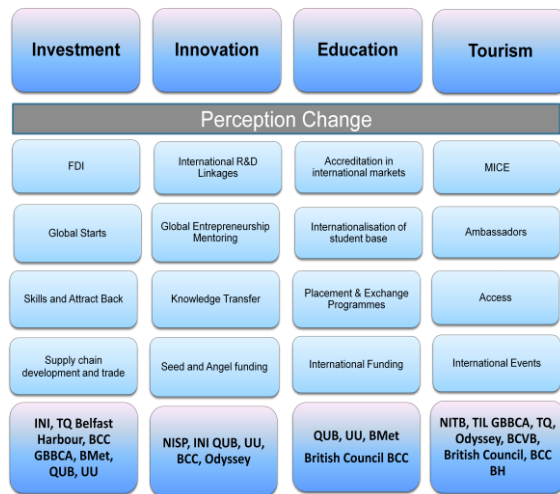 Investment
Innovation
Education
Tourism
Perception Change
FDI
International R&D
Linkages
Accreditation in
international markets
MICE
Global Starts
Global Entrepreneurship
Mentoring
Internationalisation of
student base
Ambassadors
Skills and Attract Back
Knowledge Transfer
Placement & Exchange
Programmes
Access
Supply chain
development and trade
Seed and Angel funding
International Funding
International Events
INI, TQ Belfast
Harbour, BCC
GBBCA, BMet,
QUB, UU
NISP, INI QUB, UU,
BCC, Odyssey
QUB, UU, BMet
British Council BCC
NITB, TIL GBBCA, TQ,
Odyssey, BCVB,
British Council, BCC
BH